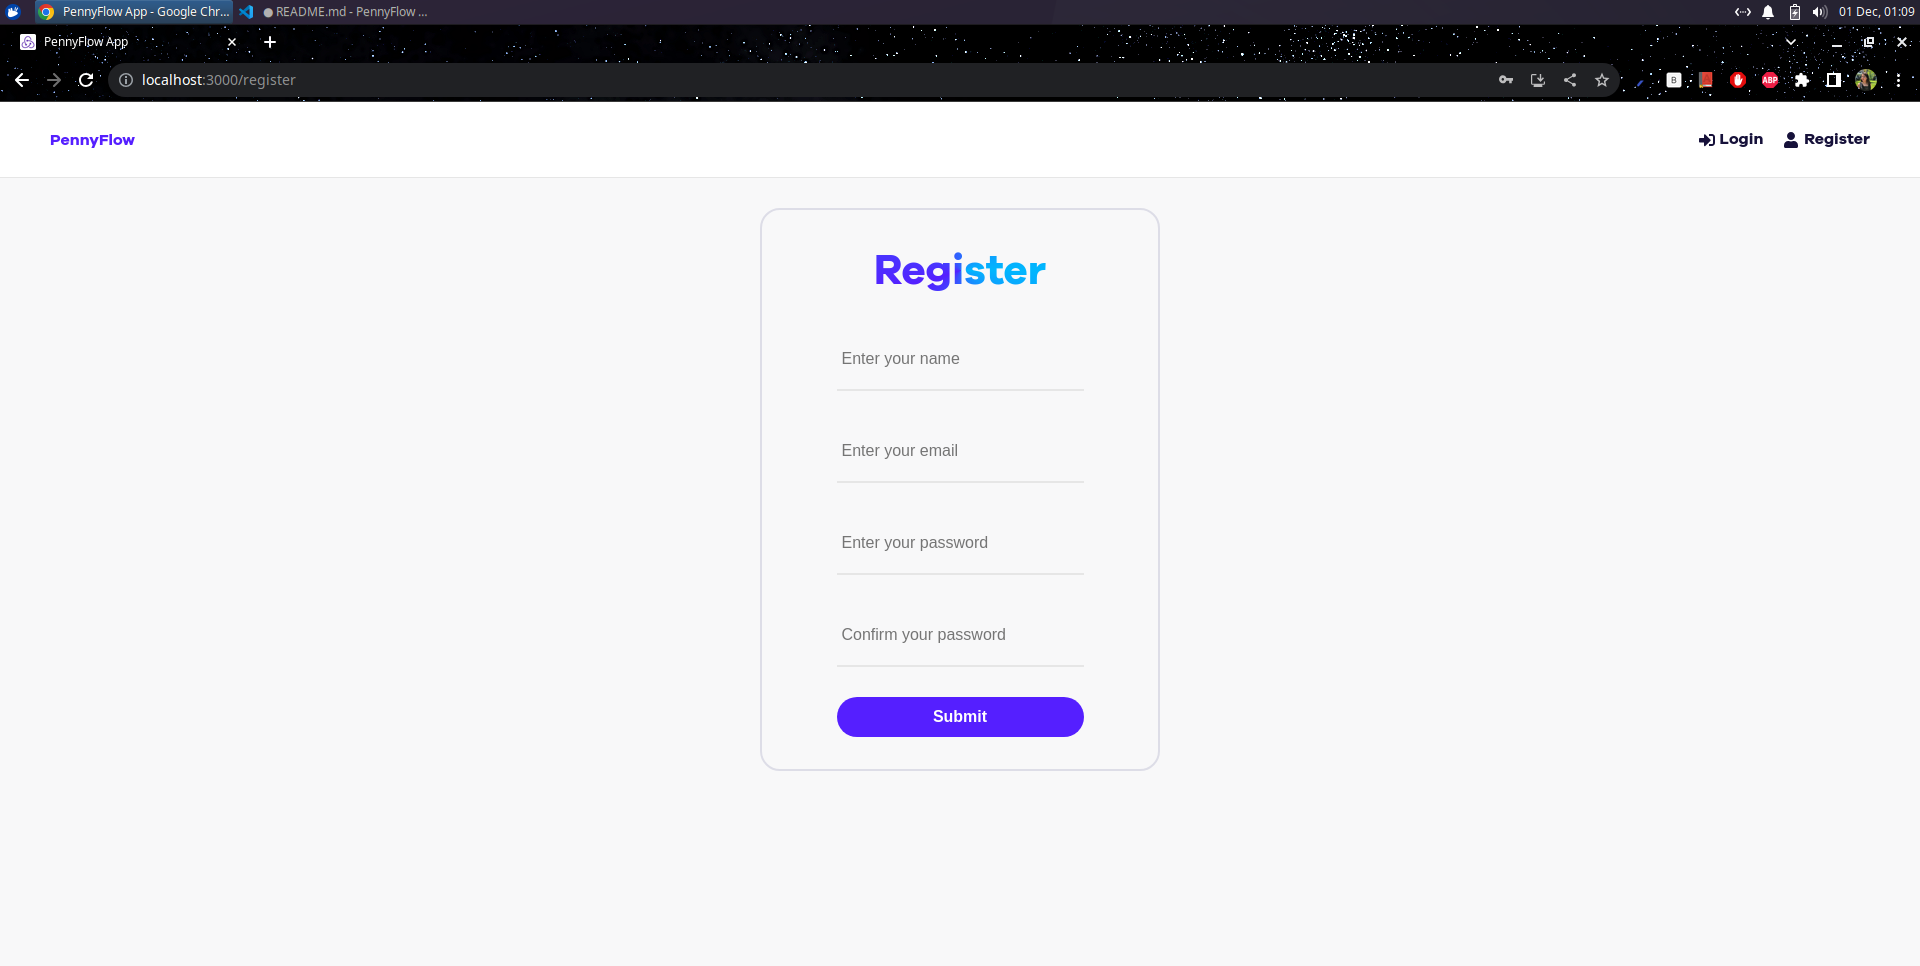 PennyFlow App - Google Chr... README.md - PennyFlow ... 01 Dec, 01:09
PennyFlow App
localhost:3000/register B ABP
PennyFlow Login Register
Register
Enter your name
Enter your email
Enter your password
Confirm your password
Submit